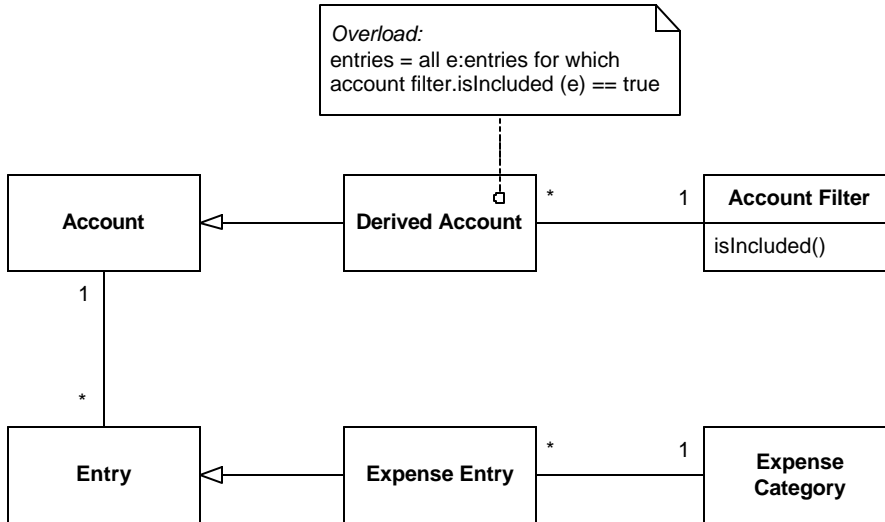 Overload:
entries = all e:entries for which
account filter.isIncluded (e) == true
Account
Derived Account
*
1
Account Filter
isIncluded()
1
*
Entry
Expense Entry
*
1
Expense
Category